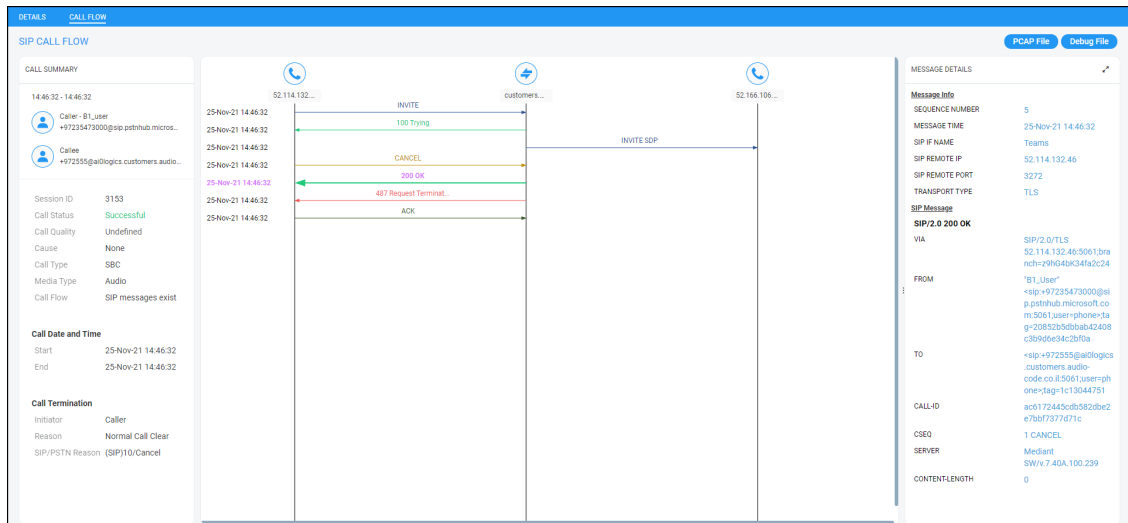 DETAILS CALL FLOW
SIP CALL FLOW
PCAP File Debug File
CALL SUMMARY
14:46:32 - 14:46:32
Caller - B1_user
+97235473000@sip.pstnhub.micros...
Callee
+972555@ai0logics.customers.audio...
Session ID 3153
Call Status Successful
Call Quality Undefined
Cause None
Call Type SBC
Media Type Audio
Call Flow SIP messages exist
Call Date and Time
Start 25-Nov-21 14:46:32
End 25-Nov-21 14:46:32
Call Termination
Initiator Caller
Reason Normal Call Clear
SIP/PSTN Reason (SIP)10/Cancel
52.114.132... customers... 52.166.106...
25-Nov-21 14:46:32 INVITE
25-Nov-21 14:46:32 100 Trying
25-Nov-21 14:46:32 INVITE SDP
25-Nov-21 14:46:32 CANCEL
25-Nov-21 14:46:32 200 OK
25-Nov-21 14:46:32 487 Request Terminat...
25-Nov-21 14:46:32 ACK
MESSAGE DETAILS
Message Info
SEQUENCE NUMBER 5
MESSAGE TIME 25-Nov-21 14:46:32
SIP IF NAME Teams
SIP REMOTE IP 52.114.132.46
SIP REMOTE PORT 3272
TRANSPORT TYPE TLS
SIP Message
SIP/2.0 200 OK
VIA SIP/2.0/TLS
52.114.132.46:5061;bra
nch=z9hG4bK34fa2c24
FROM "B1_User"
<sip:+97235473000@si
p.pstnhub.microsoft.co
m:5061;user=phone>;ta
g=20852b5dbbab42408
c3b9d6e34c2bf0a
TO <sip:+972555@ai0logics
.customers.audio-
code.co.il:5061;user=ph
one>;tag=1c13044751
CALL-ID ac6172445cdb582dbe2
e7bbf7377d71c
CSEQ 1 CANCEL
SERVER Mediant
SW/v.7.40A.100.239
CONTENT-LENGTH 0